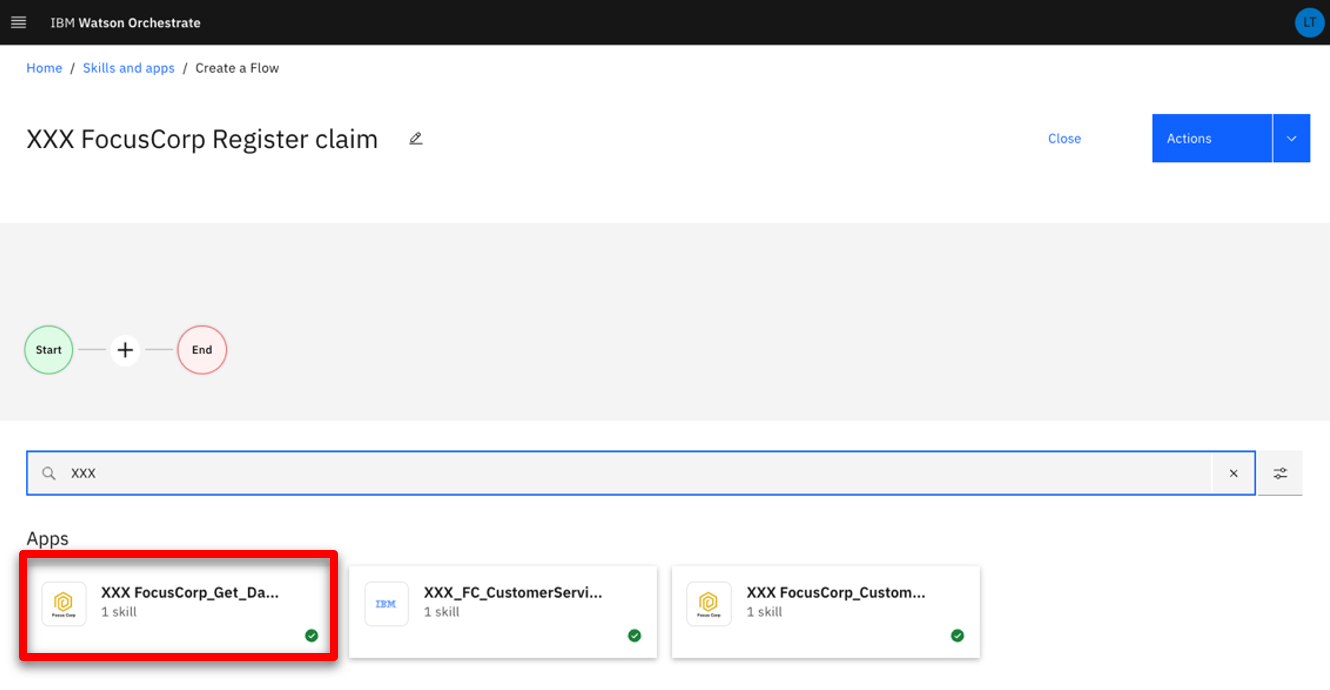 IBM Watson Orchestrate
LT
Home / Skills and apps / Create a Flow
XXX FocusCorp Register claim
Close
Actions
Start
End
XXX
Apps
XXX FocusCorp_Get_Da...
1 skill
Focus Corp
XXX_FC_CustomerServi...
1 skill
IBM
XXX FocusCorp_Custom...
1 skill
Focus Corp